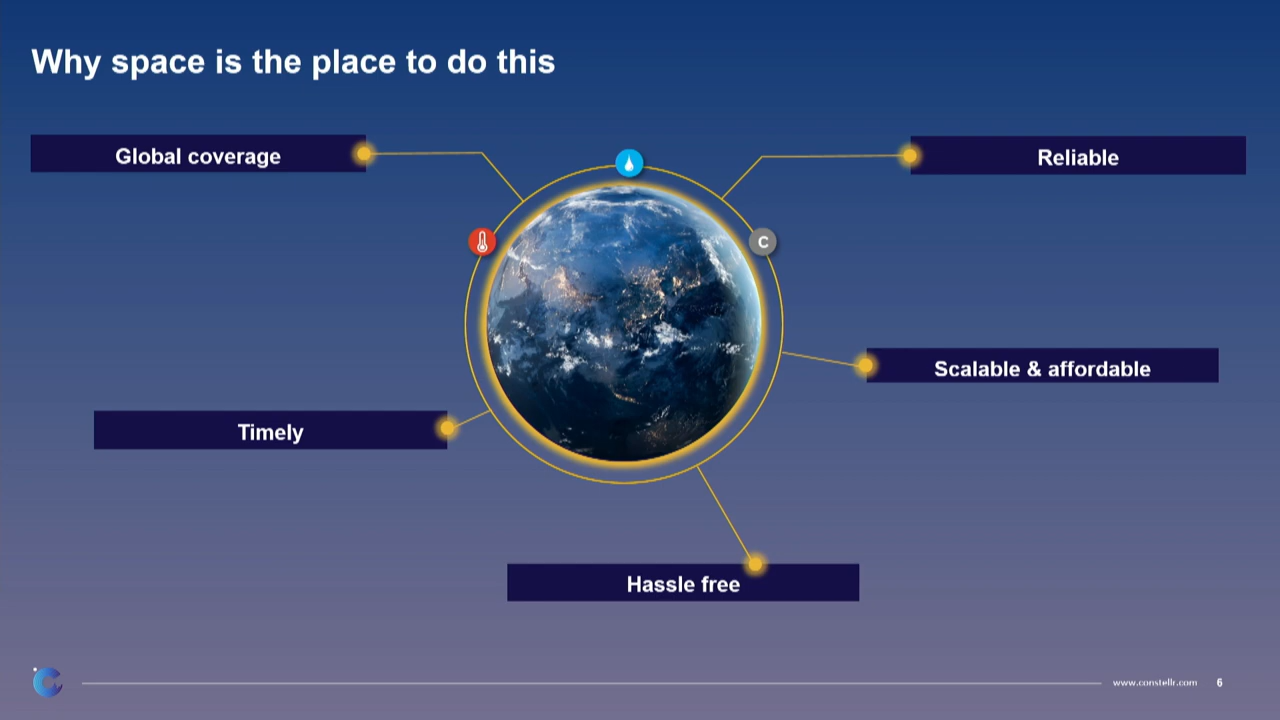 Why space is the place to do this
Global coverage
Reliable
C
Scalable & affordable
Timely
Hassle free
www.constellr.com
6